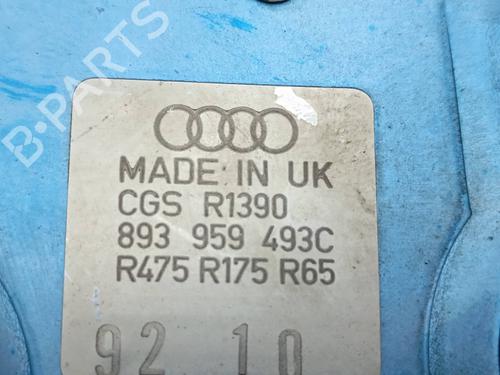 B-PARTS
MADE IN UK
CGS R1390
893 959 493C
R475 R175 R65
92 10